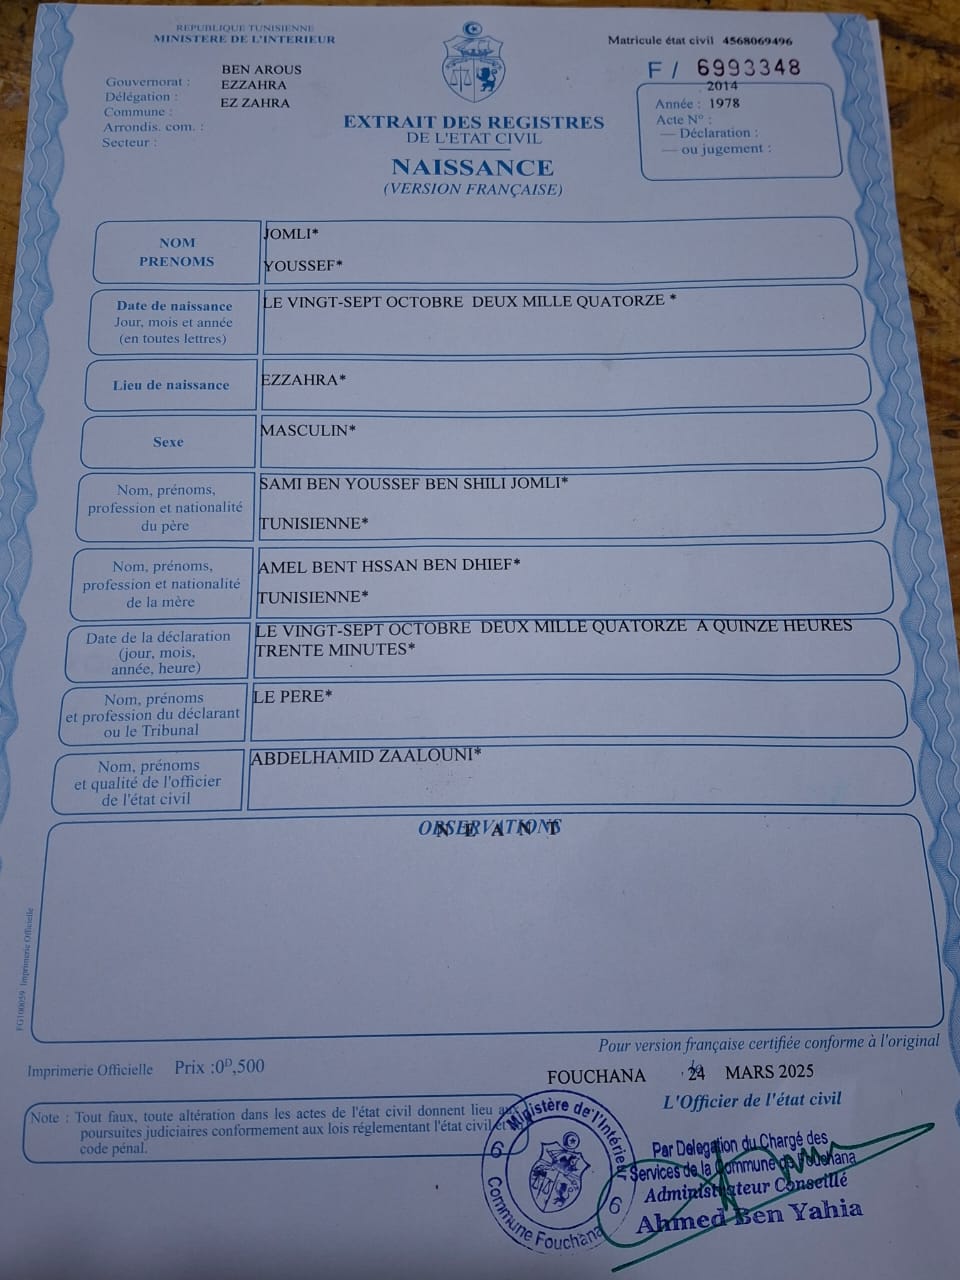 REPUBLIQUE TUNISIENNE
MINISTERE DE L'INTERIEUR
Gouvernorat : BEN AROUS
Délégation : EZZAHRA
Commune : EZ ZAHRA
Arrondis. com. :
Secteur :
EXTRAIT DES REGISTRES
DE L'ETAT CIVIL
NAISSANCE
(VERSION FRANÇAISE)
Matricule état civil 4568069496
F / 6993348
2014
Année : 1978
Acte N° :
— Déclaration :
— ou jugement :
NOM JOMLI*
PRENOMS YOUSSEF*
Date de naissance LE VINGT-SEPT OCTOBRE DEUX MILLE QUATORZE *
Jour, mois et année
(en toutes lettres)
Lieu de naissance EZZAHRA*
Sexe MASCULIN*
Nom, prénoms, SAMI BEN YOUSSEF BEN SHILI JOMLI*
profession et nationalité
du père TUNISIENNE*
Nom, prénoms, AMEL BENT HSSAN BEN DHIEF*
profession et nationalité
de la mère TUNISIENNE*
Date de la déclaration LE VINGT-SEPT OCTOBRE DEUX MILLE QUATORZE A QUINZE HEURES
(jour, mois, TRENTE MINUTES*
année, heure)
Nom, prénoms LE PERE*
et profession du déclarant
ou le Tribunal
Nom, prénoms ABDELHAMID ZAALOUNI*
et qualité de l'officier
de l'état civil
OBSERVATIONS
N E A N T
FG100059 Imprimerie Officielle
Pour version française certifiée conforme à l'original
Imprimerie Officielle Prix :0D,500
FOUCHANA 24 MARS 2025
L'Officier de l'état civil
Note : Tout faux, toute altération dans les actes de l'état civil donnent lieu aux
poursuites judiciaires conformement aux lois réglementant l'état civil et
code pénal.
Ministère de l'Intérieur
6 6
Commune Fouchana
Par Delegation du Chargé des
Services de la Commune de Fouchana
Administrateur Conseillé
Ahmed Ben Yahia